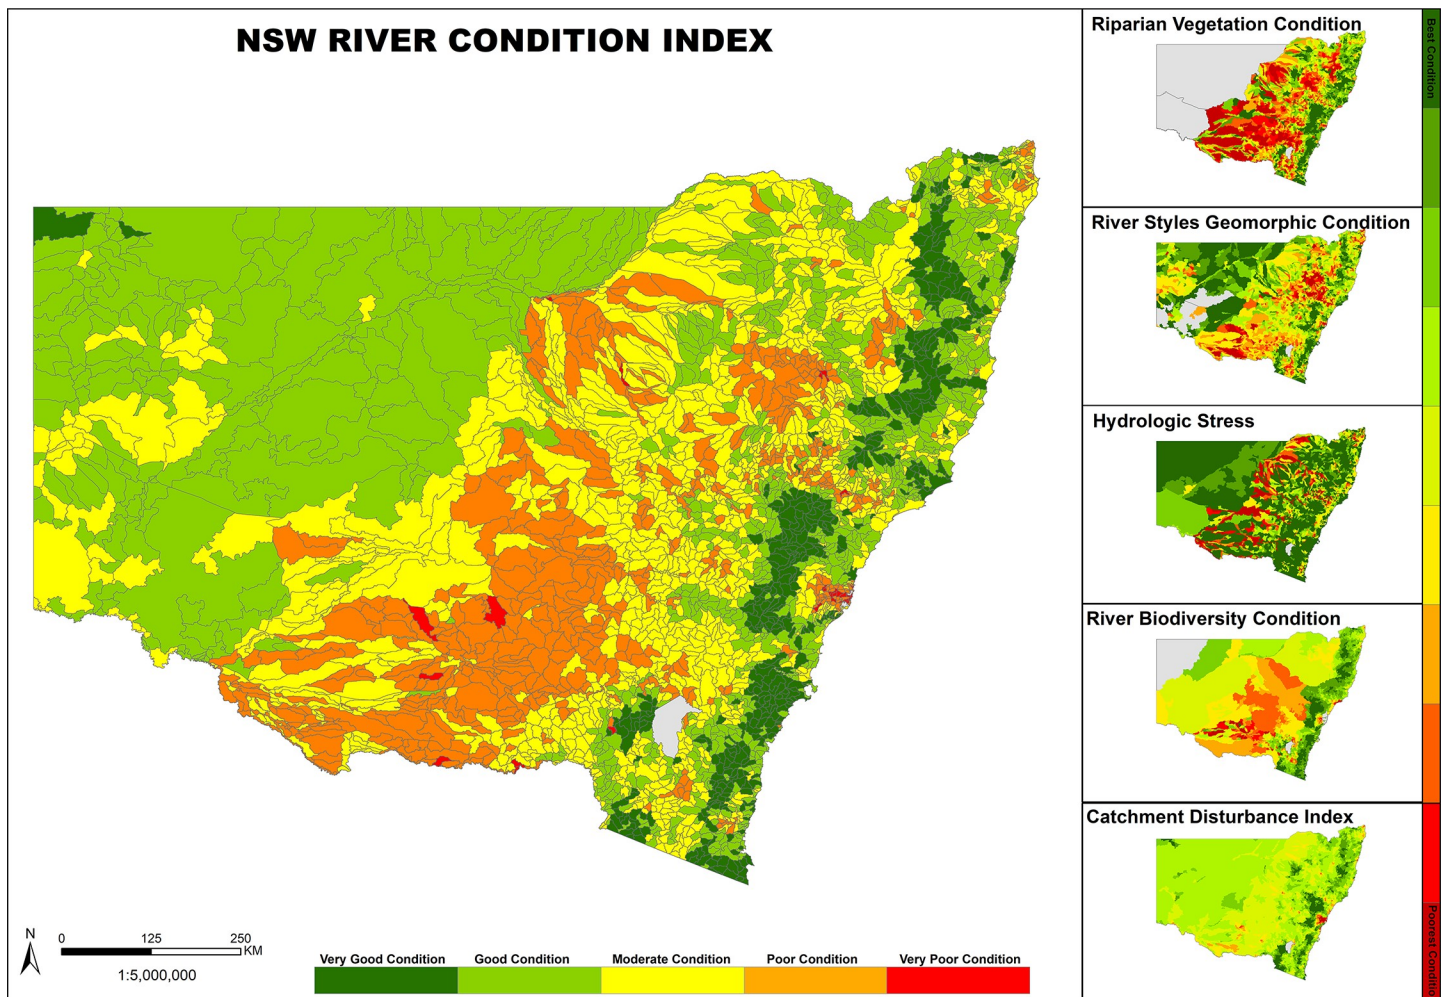 NSW RIVER CONDITION INDEX
Riparian Vegetation Condition
River Styles Geomorphic Condition
Hydrologic Stress
River Biodiversity Condition
Catchment Disturbance Index
Best Condition
Poorest Conditio
N
0 125 250
KM
1:5,000,000
Very Good Condition Good Condition Moderate Condition Poor Condition Very Poor Condition